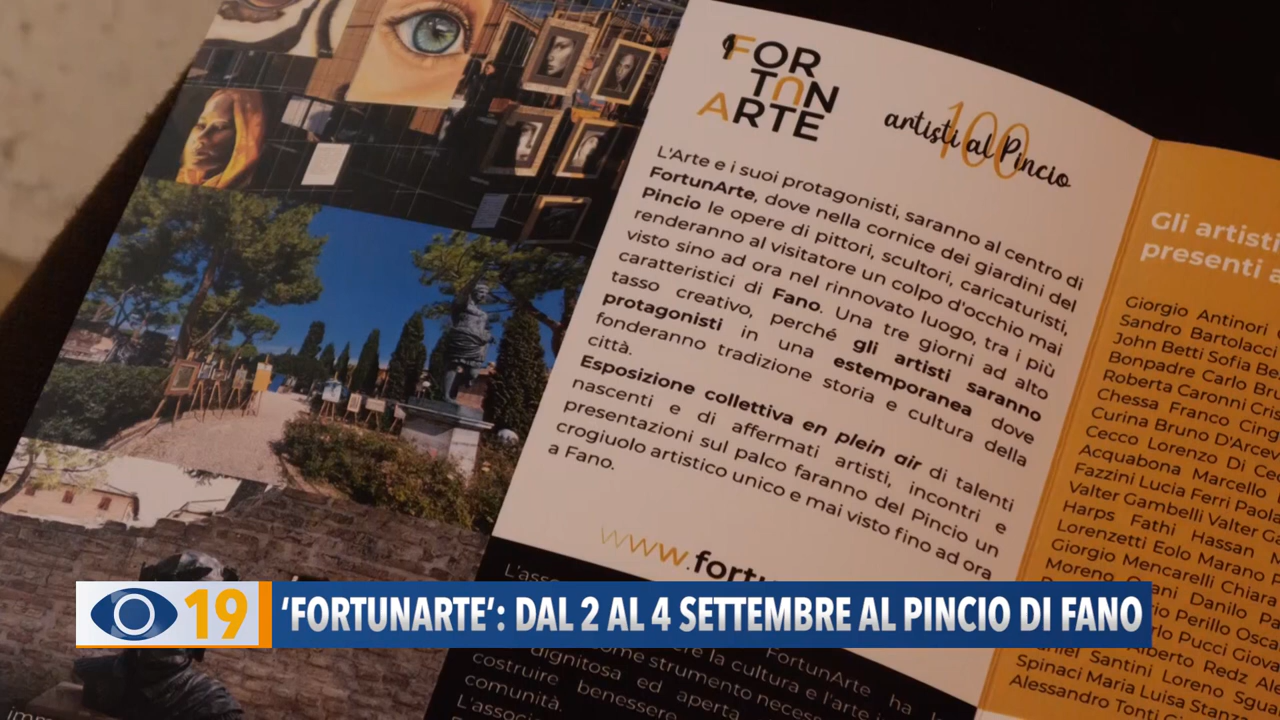 FOR
TUN
ARTE
100
artisti al Pincio
L'Arte e i suoi protagonisti, saranno al centro di
FortunArte, dove nella cornice dei giardini del
Pincio le opere di pittori, scultori, caricaturisti,
renderanno al visitatore un colpo d'occhio mai
visto sino ad ora nel rinnovato luogo, tra i più
caratteristici di Fano. Una tre giorni ad alto
tasso creativo, perché gli artisti saranno
protagonisti in una estemporanea dove
fonderanno tradizione storia e cultura della
città.
Esposizione collettiva en plein air di talenti
nascenti e di affermati artisti, incontri e
presentazioni sul palco faranno del Pincio un
crogiuolo artistico unico e mai visto fino ad ora
a Fano.
www.fortu
Gli artisti
presenti a
Giorgio Antinori
Sandro Bartolacci
John Betti Sofia Be
Bonpadre Carlo Bru
Roberta Caronni Cris
Chessa Franco Cing
Curina Bruno D'Arcev
Cecco Lorenzo Di Ce
Acquabona Marcello
Fazzini Lucia Ferri Paola
Valter Gambelli Valter Ga
Harps Fathi Hassan M
Lorenzetti Eolo Marano P
Giorgio Mencarelli Chiara
Moreno Danilo Pa
Perillo Oscar
Pucci Giova
Alberto Redz Ale
Santini Loreno Sgua
Spinaci Maria Luisa Stanz
Alessandro Tonti G
L'ass
FortunArte ha
come strumento neces
dignitosa ed aperta
costruire benesser
comunità.
L'assoc
19
‘FORTUNARTE’: DAL 2 AL 4 SETTEMBRE AL PINCIO DI FANO